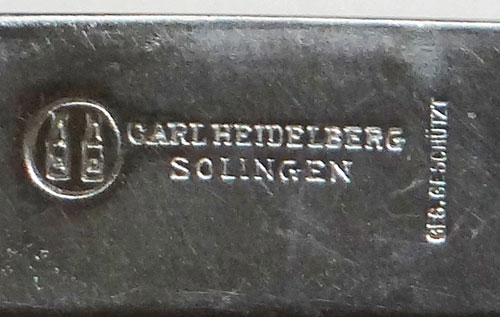 CARL HEIDELBERG
SOLINGEN
GES. GESCHÜTZT